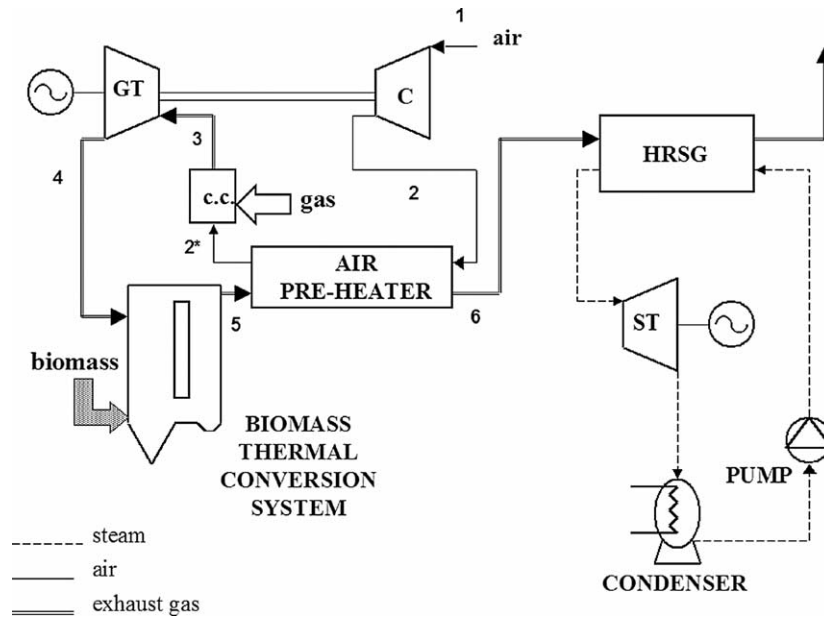 1
air
GT
C
3
HRSG
4
2
c.c.
gas
2*
AIR
PRE-HEATER
5
6
ST
biomass
BIOMASS
THERMAL
CONVERSION
SYSTEM
PUMP
steam
air
CONDENSER
exhaust gas